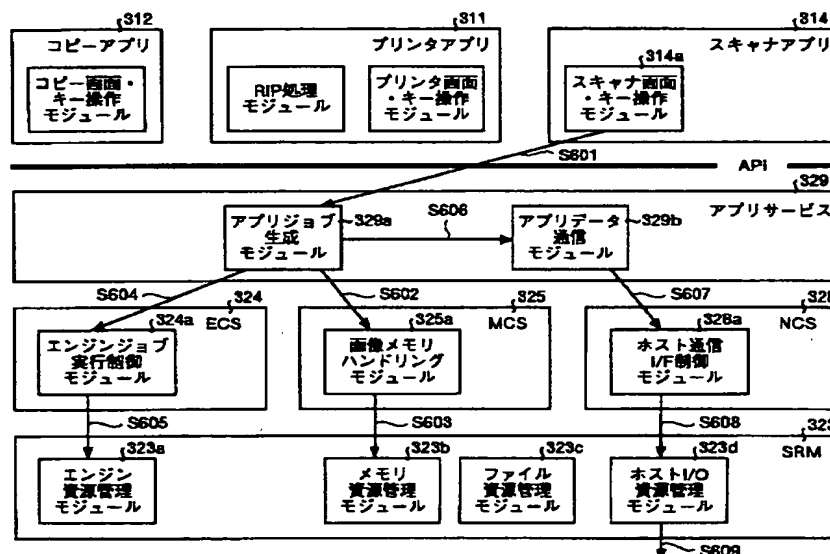 312
コピーアプリ
コピー画面・
キー操作
モジュール
311
プリンタアプリ
RIP処理
モジュール
プリンタ画面
・キー操作
モジュール
314
スキャナアプリ
314a
スキャナ画面
・キー操作
モジュール
S601
API
329
アプリサービス
アプリジョブ
生成
モジュール
329a
S606
アプリデータ
通信
モジュール
329b
S604
S602
S607
324
ECS
324a
エンジンジョブ
実行制御
モジュール
325
MCS
325a
画像メモリ
ハンドリング
モジュール
328
NCS
328a
ホスト通信
I/F制御
モジュール
S605
S603
S608
323
SRM
323a
エンジン
資源管理
モジュール
323b
メモリ
資源管理
モジュール
323c
ファイル
資源管理
モジュール
323d
ホストI/O
資源管理
モジュール
S609